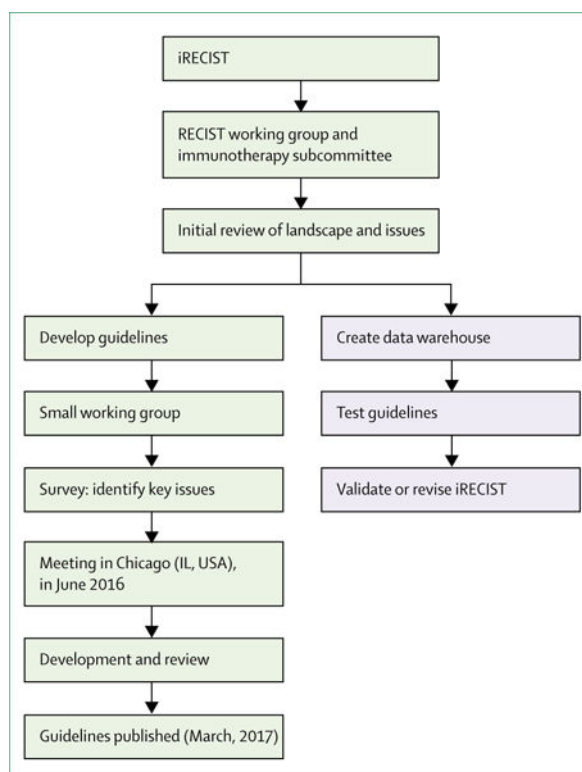 iRECIST
RECIST working group and
immunotherapy subcommittee
Initial review of landscape and issues
Develop guidelines
Small working group
Survey: identify key issues
Meeting in Chicago (IL, USA),
in June 2016
Development and review
Guidelines published (March, 2017)
Create data warehouse
Test guidelines
Validate or revise iRECIST